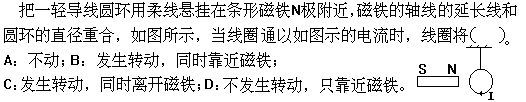 把一轻导线圆环用柔线悬挂在条形磁铁N极附近，磁铁的轴线的延长线和
圆环的直径重合，如图所示，当线圈通以如图示的电流时，线圈将(    )。
A：不动；B：发生转动，同时靠近磁铁；
C：发生转动，同时离开磁铁；D：不发生转动，只靠近磁铁。
S N
I